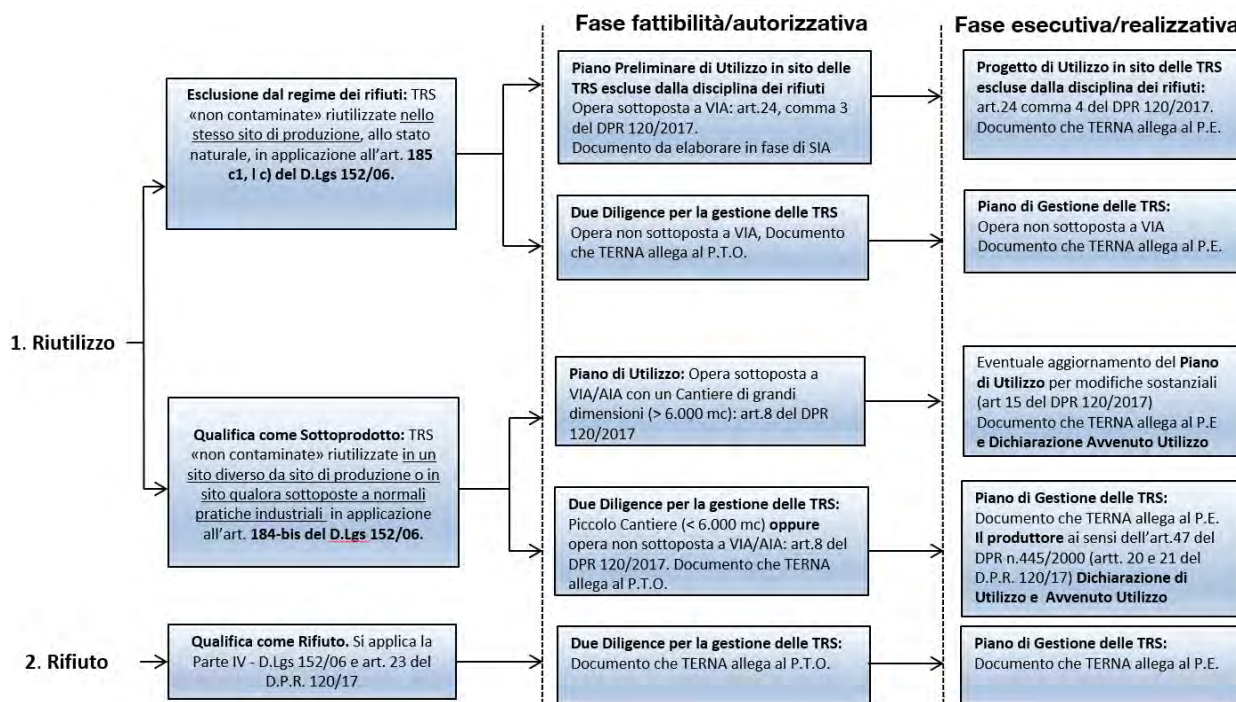 Fase fattibilità/autorizzativa
Fase esecutiva/realizzativa
1. Riutilizzo
Esclusione dal regime dei rifiuti: TRS
«non contaminate» riutilizzate nello
stesso sito di produzione, allo stato
naturale, in applicazione all'art. 185
c1, l c) del D.Lgs 152/06.
Piano Preliminare di Utilizzo in sito delle
TRS escluse dalla disciplina dei rifiuti
Opera sottoposta a VIA: art.24, comma 3
del DPR 120/2017.
Documento da elaborare in fase di SIA
Progetto di Utilizzo in sito delle TRS
escluse dalla disciplina dei rifiuti:
art.24 comma 4 del DPR 120/2017.
Documento che TERNA allega al P.E.
Due Diligence per la gestione delle TRS
Opera non sottoposta a VIA, Documento
che TERNA allega al P.T.O.
Piano di Gestione delle TRS:
Opera non sottoposta a VIA
Documento che TERNA allega al P.E.
Qualifica come Sottoprodotto: TRS
«non contaminate» riutilizzate in un
sito diverso da sito di produzione o in
sito qualora sottoposte a normali
pratiche industriali in applicazione
all'art. 184-bis del D.Lgs 152/06.
Piano di Utilizzo: Opera sottoposta a
VIA/AIA con un Cantiere di grandi
dimensioni (> 6.000 mc): art.8 del DPR
120/2017
Eventuale aggiornamento del Piano
di Utilizzo per modifiche sostanziali
(art 15 del DPR 120/2017)
Documento che TERNA allega al P.E
e Dichiarazione Avvenuto Utilizzo
Due Diligence per la gestione delle TRS:
Piccolo Cantiere (< 6.000 mc) oppure
opera non sottoposta a VIA/AIA: art.8 del
DPR 120/2017. Documento che TERNA
allega al P.T.O.
Piano di Gestione delle TRS:
Documento che TERNA allega al P.E.
Il produttore ai sensi dell'art.47 del
DPR n.445/2000 (artt. 20 e 21 del
D.P.R. 120/17) Dichiarazione di
Utilizzo e Avvenuto Utilizzo
2. Rifiuto
Qualifica come Rifiuto. Si applica la
Parte IV - D.Lgs 152/06 e art. 23 del
D.P.R. 120/17
Due Diligence per la gestione delle TRS:
Documento che TERNA allega al P.T.O.
Piano di Gestione delle TRS:
Documento che TERNA allega al P.E.